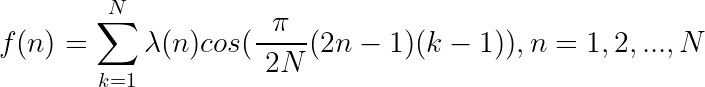 f(n) = \sum_{k=1}^{N} \lambda(n)cos(\frac{\pi}{2N}(2n-1)(k-1)), n = 1, 2, ..., N